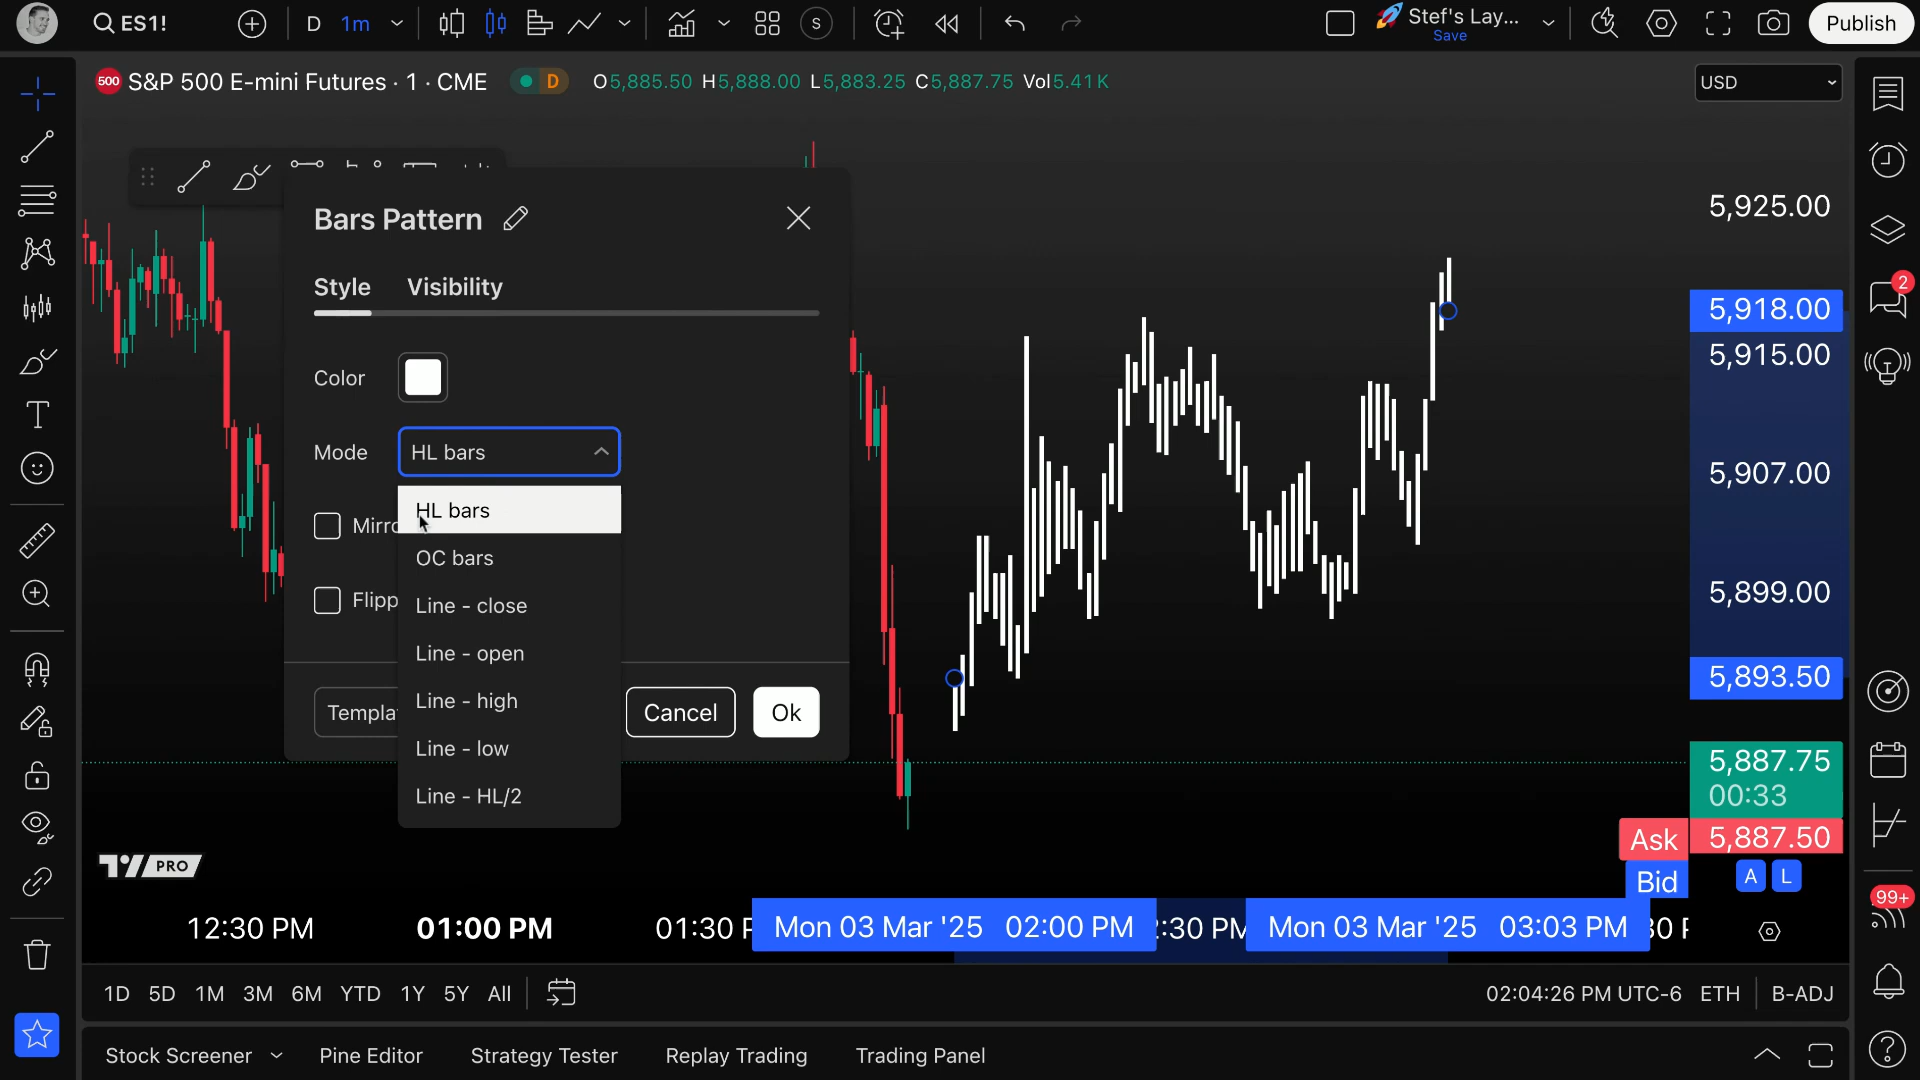 ES1!
D 1m
S
Stef's Lay...
Save
Publish
500 S&P 500 E-mini Futures · 1 · CME D O5,885.50 H5,888.00 L5,883.25 C5,887.75 Vol5.41K
USD
Bars Pattern
Style Visibility
Color
Mode HL bars
HL bars
Mirro
OC bars
Flipp
Line - close
Line - open
Line - high
Line - low
Line - HL/2
Templa
Cancel Ok
5,925.00
5,918.00
5,915.00
5,907.00
5,899.00
5,893.50
5,887.75
00:33
Ask 5,887.50
Bid A L
2
99+
PRO
12:30 PM 01:00 PM 01:30 P Mon 03 Mar '25 02:00 PM :30 PM Mon 03 Mar '25 03:03 PM
1D 5D 1M 3M 6M YTD 1Y 5Y All
02:04:26 PM UTC-6 ETH B-ADJ
Stock Screener Pine Editor Strategy Tester Replay Trading Trading Panel